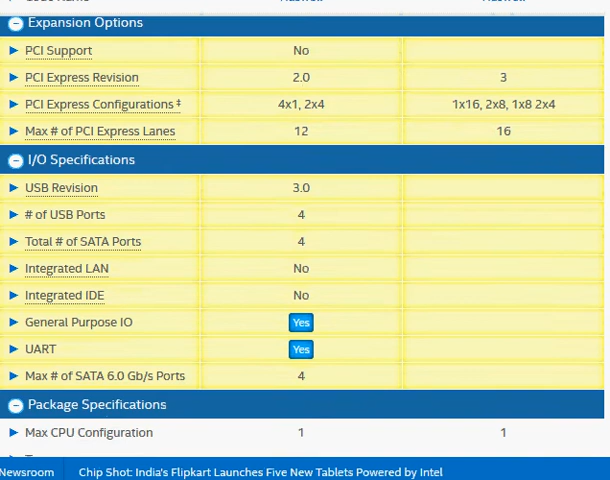 Expansion Options
PCI Support No
PCI Express Revision 2.0 3
PCI Express Configurations ‡ 4x1, 2x4 1x16, 2x8, 1x8 2x4
Max # of PCI Express Lanes 12 16
I/O Specifications
USB Revision 3.0
# of USB Ports 4
Total # of SATA Ports 4
Integrated LAN No
Integrated IDE No
General Purpose IO Yes
UART Yes
Max # of SATA 6.0 Gb/s Ports 4
Package Specifications
Max CPU Configuration 1 1
Newsroom Chip Shot: India's Flipkart Launches Five New Tablets Powered by Intel